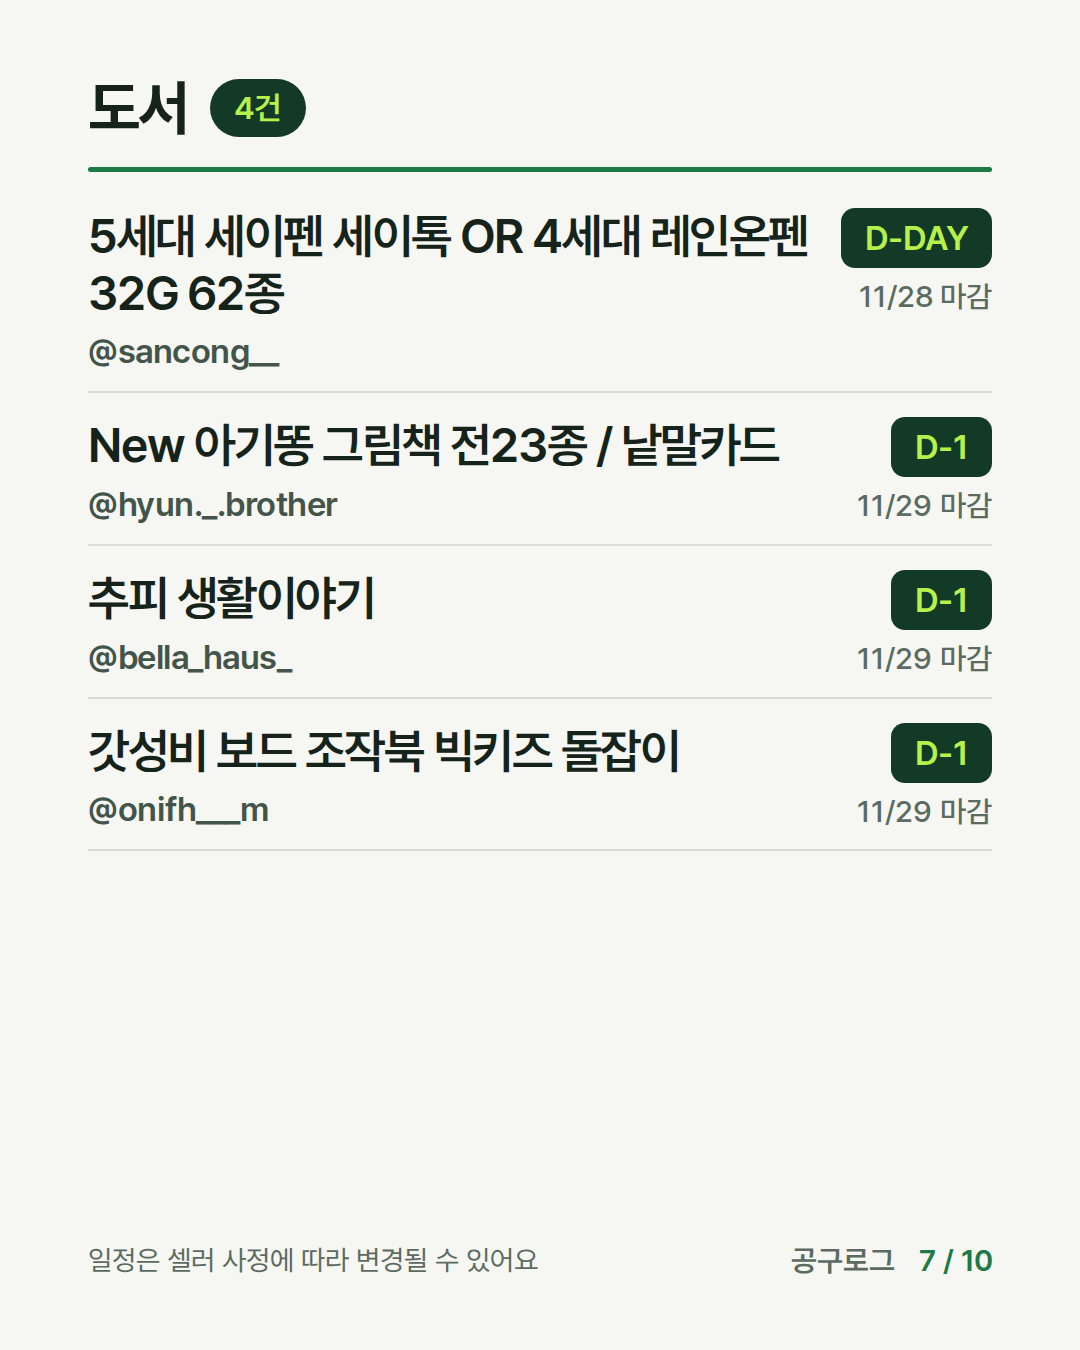 도서 4건
5세대 세이펜 세이톡 OR 4세대 레인온펜
32G 62종
D-DAY
11/28 마감
@sancong__
New 아기똥 그림책 전23종 / 낱말카드
D-1
@hyun._.brother
11/29 마감
추피 생활이야기
D-1
@bella_haus_
11/29 마감
갓성비 보드 조작북 빅키즈 돌잡이
D-1
@onifh___m
11/29 마감
일정은 셀러 사정에 따라 변경될 수 있어요
공구로그 7 / 10